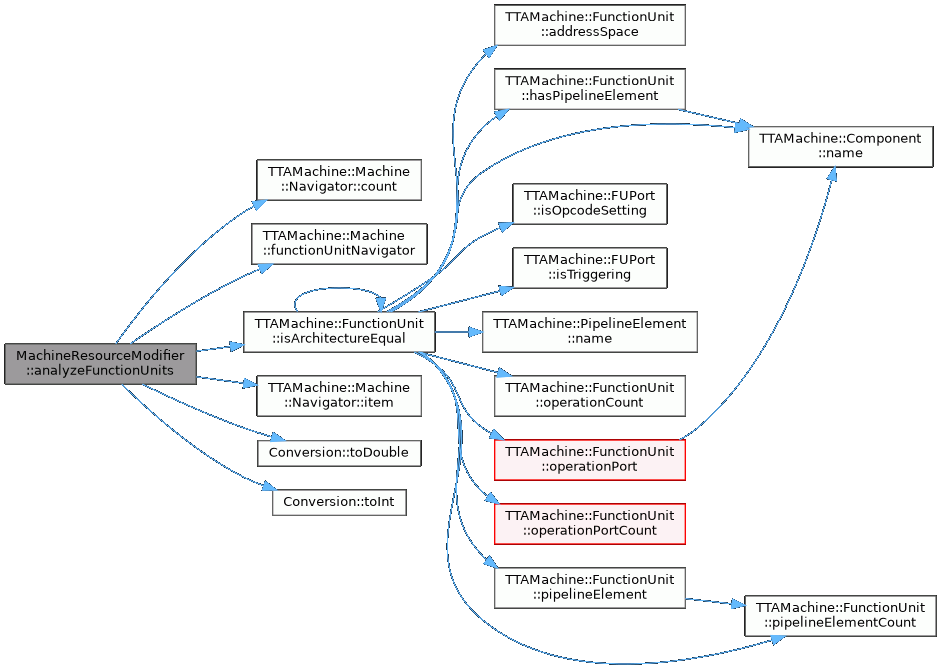 MachineResourceModifier
::analyzeFunctionUnits
TTAMachine::Machine
::Navigator::count
TTAMachine::Machine
::functionUnitNavigator
TTAMachine::FunctionUnit
::isArchitectureEqual
TTAMachine::Machine
::Navigator::item
Conversion::toDouble
Conversion::toInt
TTAMachine::FunctionUnit
::addressSpace
TTAMachine::FunctionUnit
::hasPipelineElement
TTAMachine::FUPort
::isOpcodeSetting
TTAMachine::FUPort
::isTriggering
TTAMachine::PipelineElement
::name
TTAMachine::FunctionUnit
::operationCount
TTAMachine::FunctionUnit
::operationPort
TTAMachine::FunctionUnit
::operationPortCount
TTAMachine::FunctionUnit
::pipelineElement
TTAMachine::Component
::name
TTAMachine::FunctionUnit
::pipelineElementCount